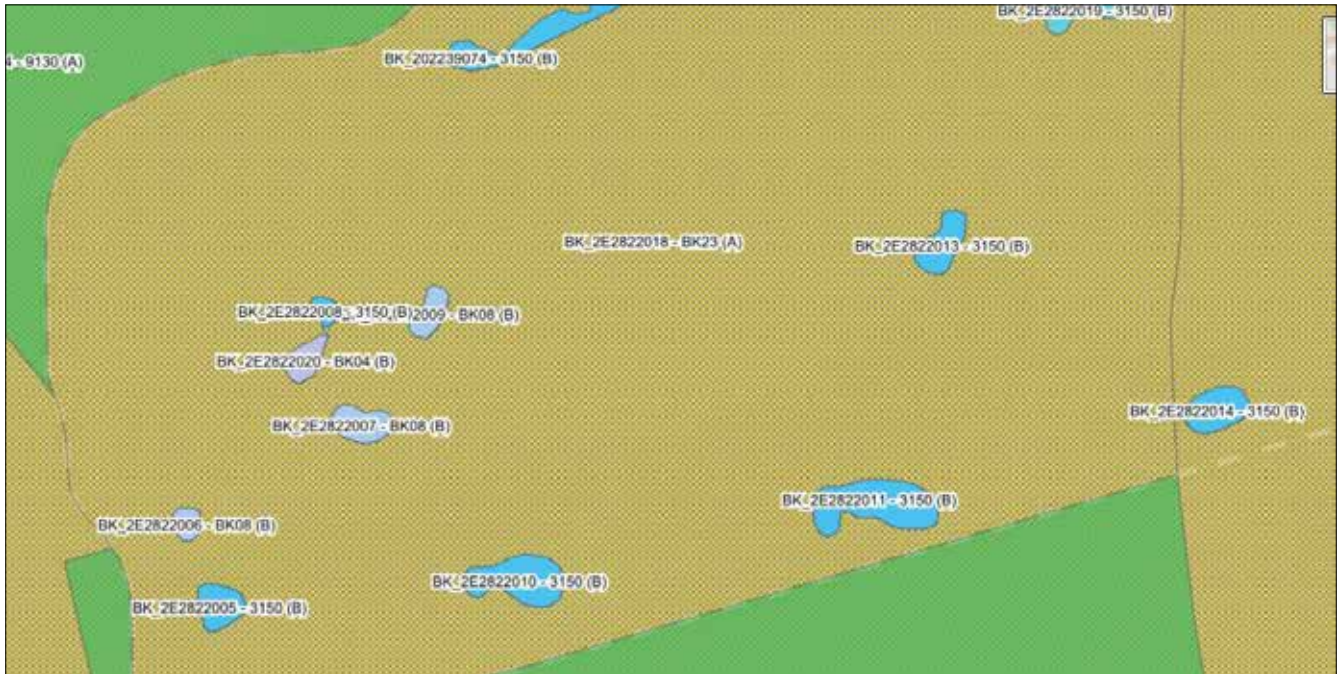 BK_2E2822019 - 3150 (B)
4 - 9130 (A)
BK_202239074 - 3150 (B)
BK_2E2822018 - BK23 (A)
BK_2E2822013 - 3150 (B)
BK_2E2822008 - 3150 (B)
2009 - BK08 (B)
BK_2E2822020 - BK04 (B)
BK_2E2822014 - 3150 (B)
BK_2E2822007 - BK08 (B)
BK_2E2822011 - 3150 (B)
BK_2E2822006 - BK08 (B)
BK_2E2822010 - 3150 (B)
BK_2E2822005 - 3150 (B)